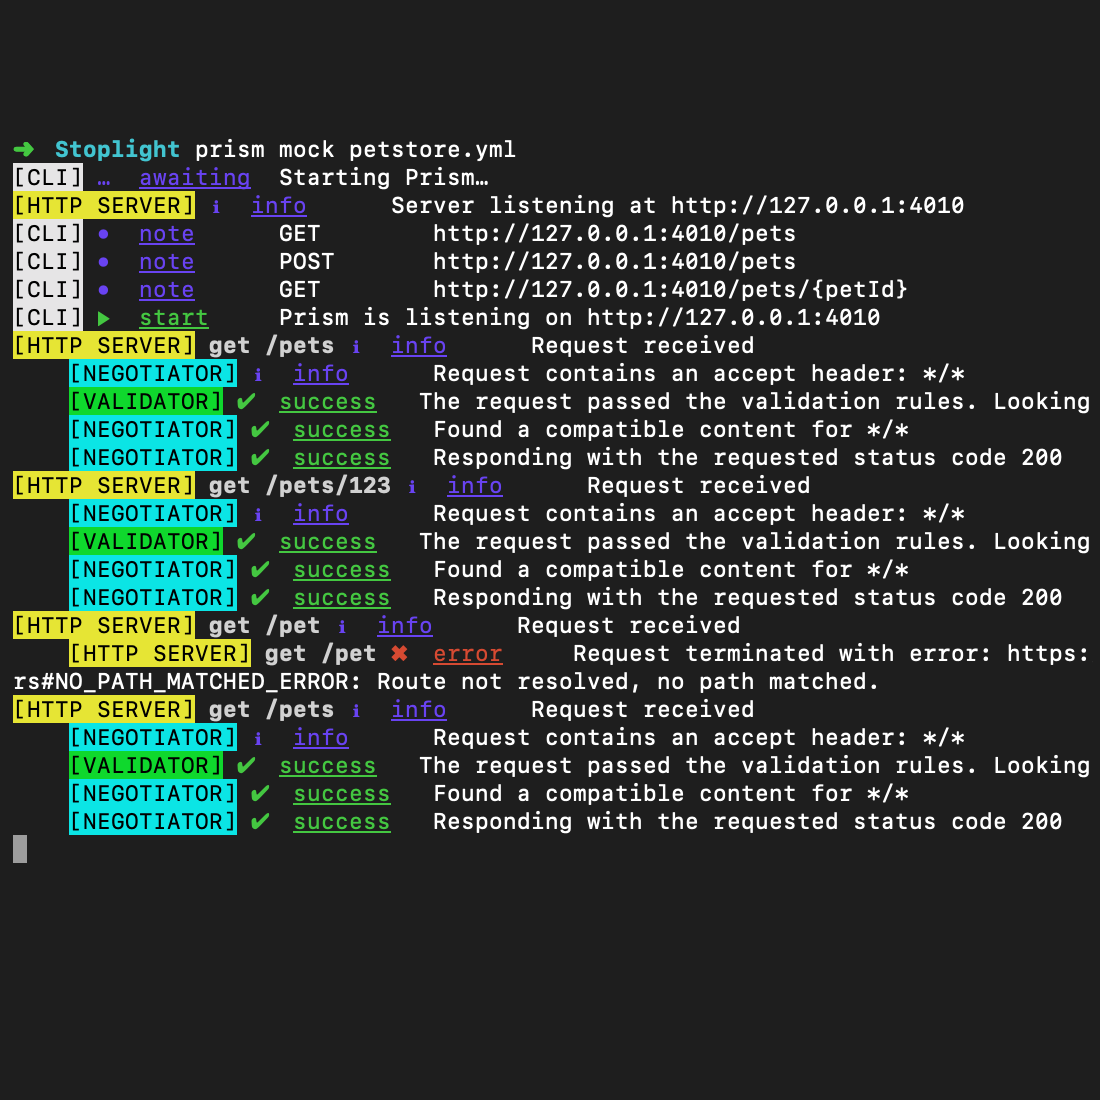 ➜ Stoplight prism mock petstore.yml
[CLI] … awaiting Starting Prism…
[HTTP SERVER] ℹ info Server listening at http://127.0.0.1:4010
[CLI] ● note GET http://127.0.0.1:4010/pets
[CLI] ● note POST http://127.0.0.1:4010/pets
[CLI] ● note GET http://127.0.0.1:4010/pets/{petId}
[CLI] ▶ start Prism is listening on http://127.0.0.1:4010
[HTTP SERVER] get /pets ℹ info Request received
[NEGOTIATOR] ℹ info Request contains an accept header: */*
[VALIDATOR] ✔ success The request passed the validation rules. Looking
[NEGOTIATOR] ✔ success Found a compatible content for */*
[NEGOTIATOR] ✔ success Responding with the requested status code 200
[HTTP SERVER] get /pets/123 ℹ info Request received
[NEGOTIATOR] ℹ info Request contains an accept header: */*
[VALIDATOR] ✔ success The request passed the validation rules. Looking
[NEGOTIATOR] ✔ success Found a compatible content for */*
[NEGOTIATOR] ✔ success Responding with the requested status code 200
[HTTP SERVER] get /pet ℹ info Request received
[HTTP SERVER] get /pet ✖ error Request terminated with error: https:
rs#NO_PATH_MATCHED_ERROR: Route not resolved, no path matched.
[HTTP SERVER] get /pets ℹ info Request received
[NEGOTIATOR] ℹ info Request contains an accept header: */*
[VALIDATOR] ✔ success The request passed the validation rules. Looking
[NEGOTIATOR] ✔ success Found a compatible content for */*
[NEGOTIATOR] ✔ success Responding with the requested status code 200